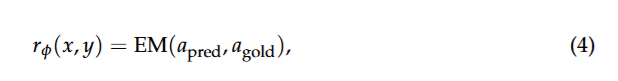 r_ϕ(x, y) = EM(a_pred, a_gold), (4)